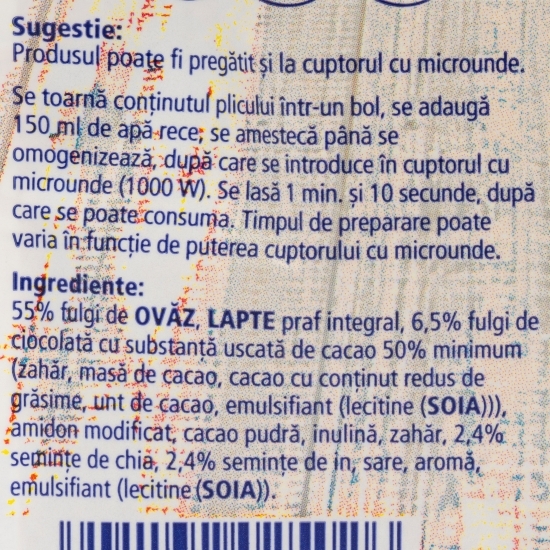 Sugestie:
Produsul poate fi pregătit și la cuptorul cu microunde.
Se toarnă conținutul plicului într-un bol, se adaugă
150 ml de apă rece, se amestecă până se
omogenizează, după care se introduce în cuptorul cu
microunde (1000 W). Se lasă 1 min. și 10 secunde, după
care se poate consuma. Timpul de preparare poate
varia în funcție de puterea cuptorului cu microunde.
Ingrediente:
55% fulgi de OVĂZ, LAPTE praf integral, 6,5% fulgi de
ciocolată cu substanță uscată de cacao 50% minimum
(zahăr, masă de cacao, cacao cu conținut redus de
grăsime, unt de cacao, emulsifiant (lecitine (SOIA))),
amidon modificat, cacao pudră, inulină, zahăr, 2,4%
semințe de chia, 2,4% semințe de in, sare, aromă,
emulsifiant (lecitine (SOIA)).